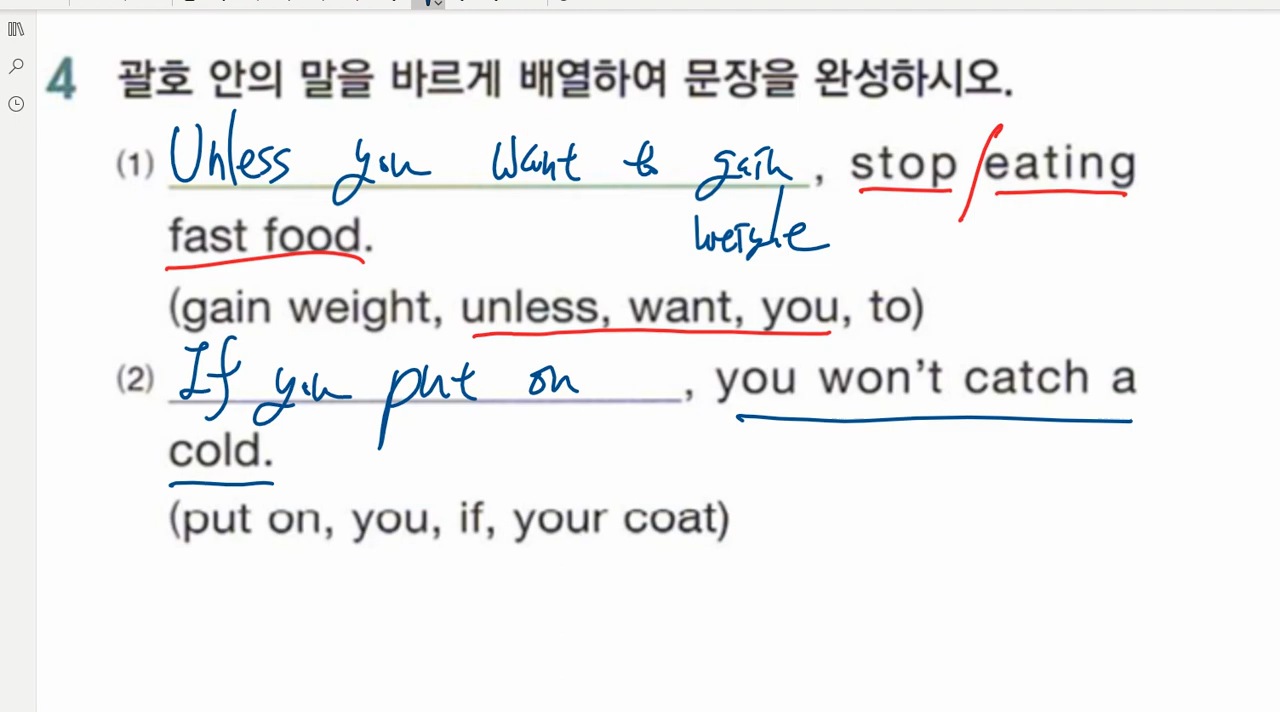 4 괄호 안의 말을 바르게 배열하여 문장을 완성하시오.
(1) Unless you want to gain, stop/eating
weight
fast food.
(gain weight, unless, want, you, to)
(2) If you put on, you won't catch a
cold.
(put on, you, if, your coat)